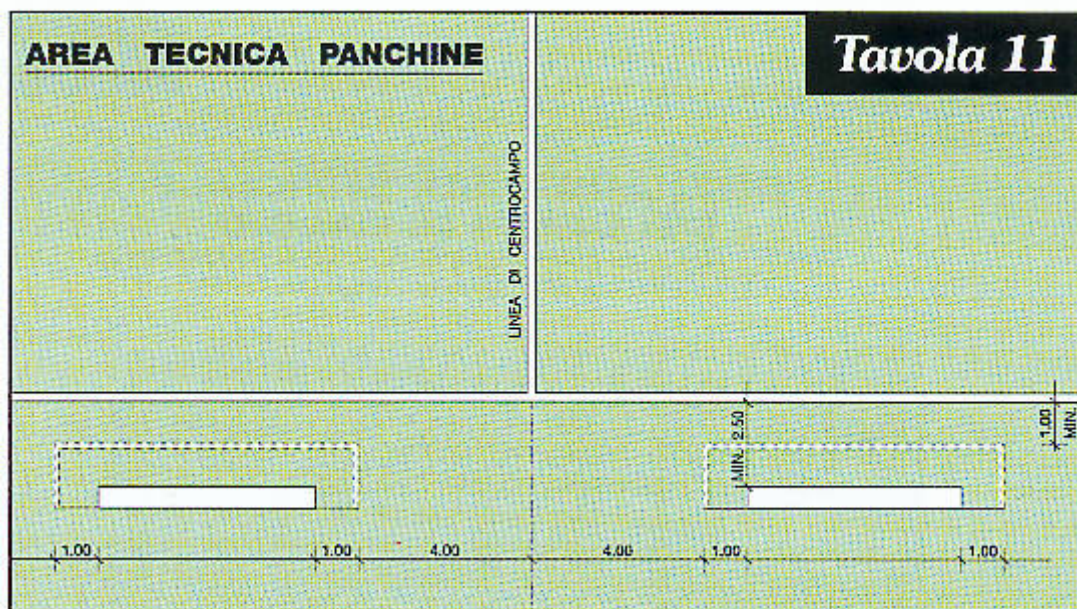 AREA TECNICA PANCHINE
Tavola 11
LINEA DI CENTROCAMPO
MIN. 2.50
1.00
MIN.
1.00
1.00
4.00
4.00
1.00
1.00